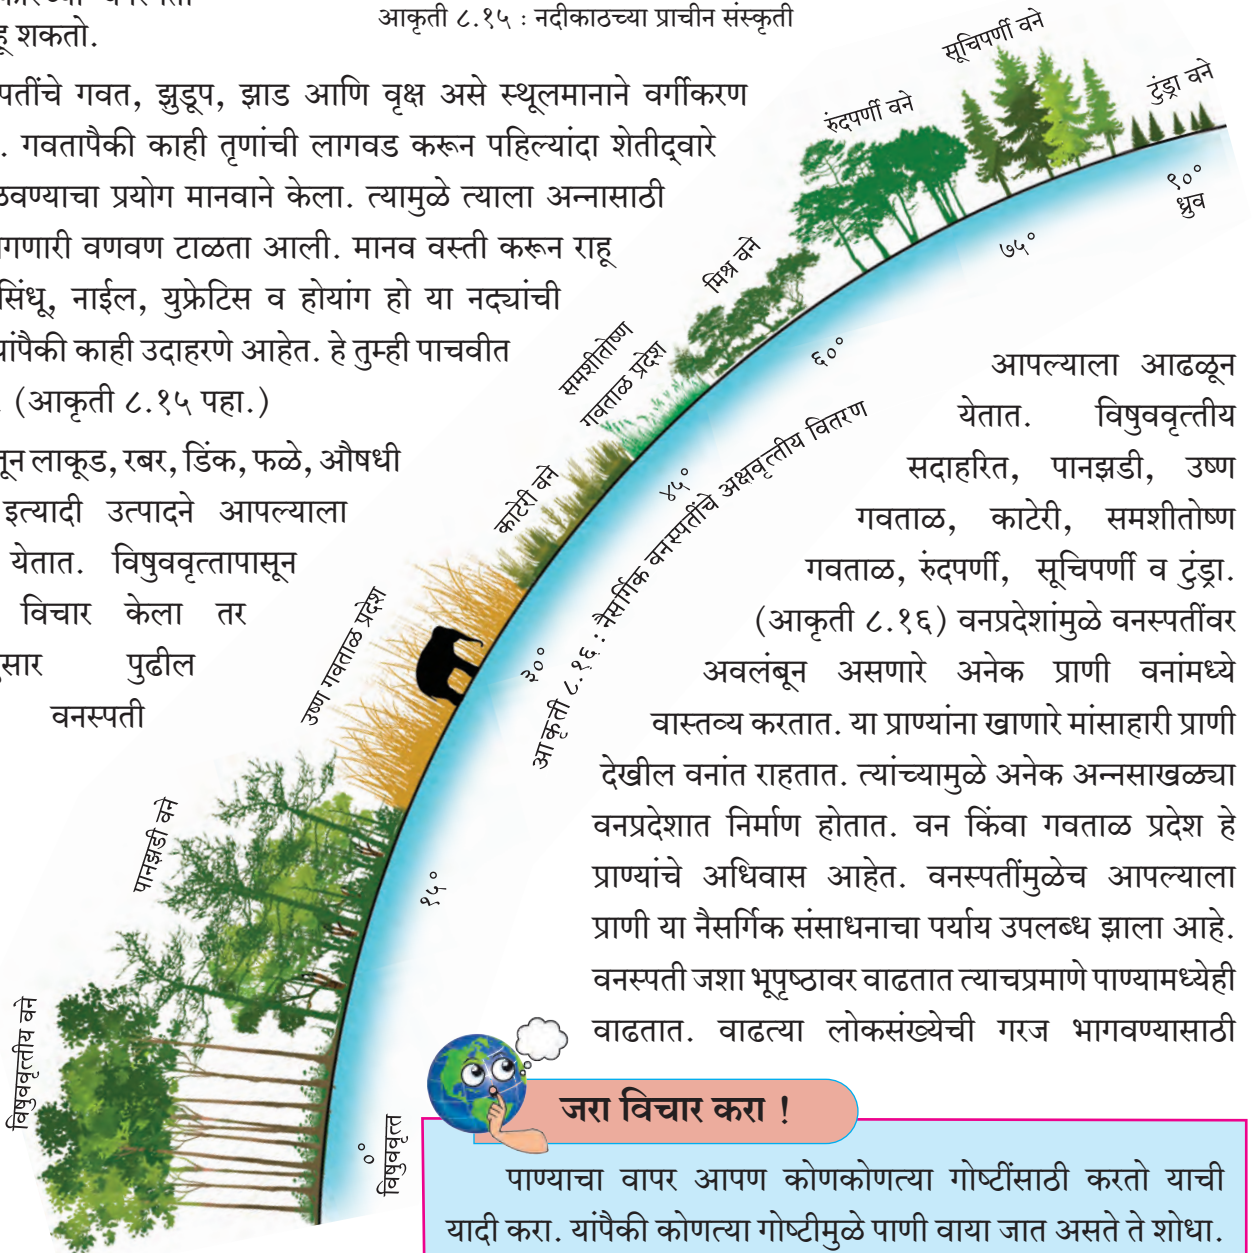 आकृती ८.१५ : नदीकाठच्या प्राचीन संस्कृती
शकतो.
गवत, झुडूप, झाड आणि वृक्ष असे स्थूलमानाने वर्गीकरण
. गवतापैकी काही तृणांची लागवड करून पहिल्यांदा शेतीद्वारे
प्रयोग मानवाने केला. त्यामुळे त्याला अन्नासाठी
वणवण टाळता आली. मानव वस्ती करून राहू
सिंधू, नाईल, युफ्रेटिस व होयांग हो या नद्यांची
काही उदाहरणे आहेत. हे तुम्ही पाचवीत
(आकृती ८.१५ पहा.)
लाकूड, रबर, डिंक, फळे, औषधी
इत्यादी उत्पादने आपल्याला
येतात. विषुववृत्तापासून
विचार केला तर
पुढील
वनस्पती
सूचिपर्णी वने
टुंड्रा वने
रुंदपर्णी वने
मिश्र वने
समशीतोष्ण
गवताळ प्रदेश
काटेरी वने
उष्ण गवताळ प्रदेश
पानझडी वने
विषुववृत्तीय वने
९०°
ध्रुव
७५°
६०°
४५°
३०°
१५°
०°
विषुववृत्त
आकृती ८.१६ : नैसर्गिक वनस्पतींचे अक्षवृत्तीय वितरण
आपल्याला आढळून
येतात. विषुववृत्तीय
सदाहरित, पानझडी, उष्ण
गवताळ, काटेरी, समशीतोष्ण
गवताळ, रुंदपर्णी, सूचिपर्णी व टुंड्रा.
(आकृती ८.१६) वनप्रदेशांमुळे वनस्पतींवर
अवलंबून असणारे अनेक प्राणी वनांमध्ये
वास्तव्य करतात. या प्राण्यांना खाणारे मांसाहारी प्राणी
देखील वनांत राहतात. त्यांच्यामुळे अनेक अन्नसाखळ्या
वनप्रदेशात निर्माण होतात. वन किंवा गवताळ प्रदेश हे
प्राण्यांचे अधिवास आहेत. वनस्पतींमुळेच आपल्याला
प्राणी या नैसर्गिक संसाधनाचा पर्याय उपलब्ध झाला आहे.
वनस्पती जशा भूपृष्ठावर वाढतात त्याचप्रमाणे पाण्यामध्येही
वाढतात. वाढत्या लोकसंख्येची गरज भागवण्यासाठी
जरा विचार करा !
पाण्याचा वापर आपण कोणकोणत्या गोष्टींसाठी करतो याची
यादी करा. यांपैकी कोणत्या गोष्टीमुळे पाणी वाया जात असते ते शोधा.